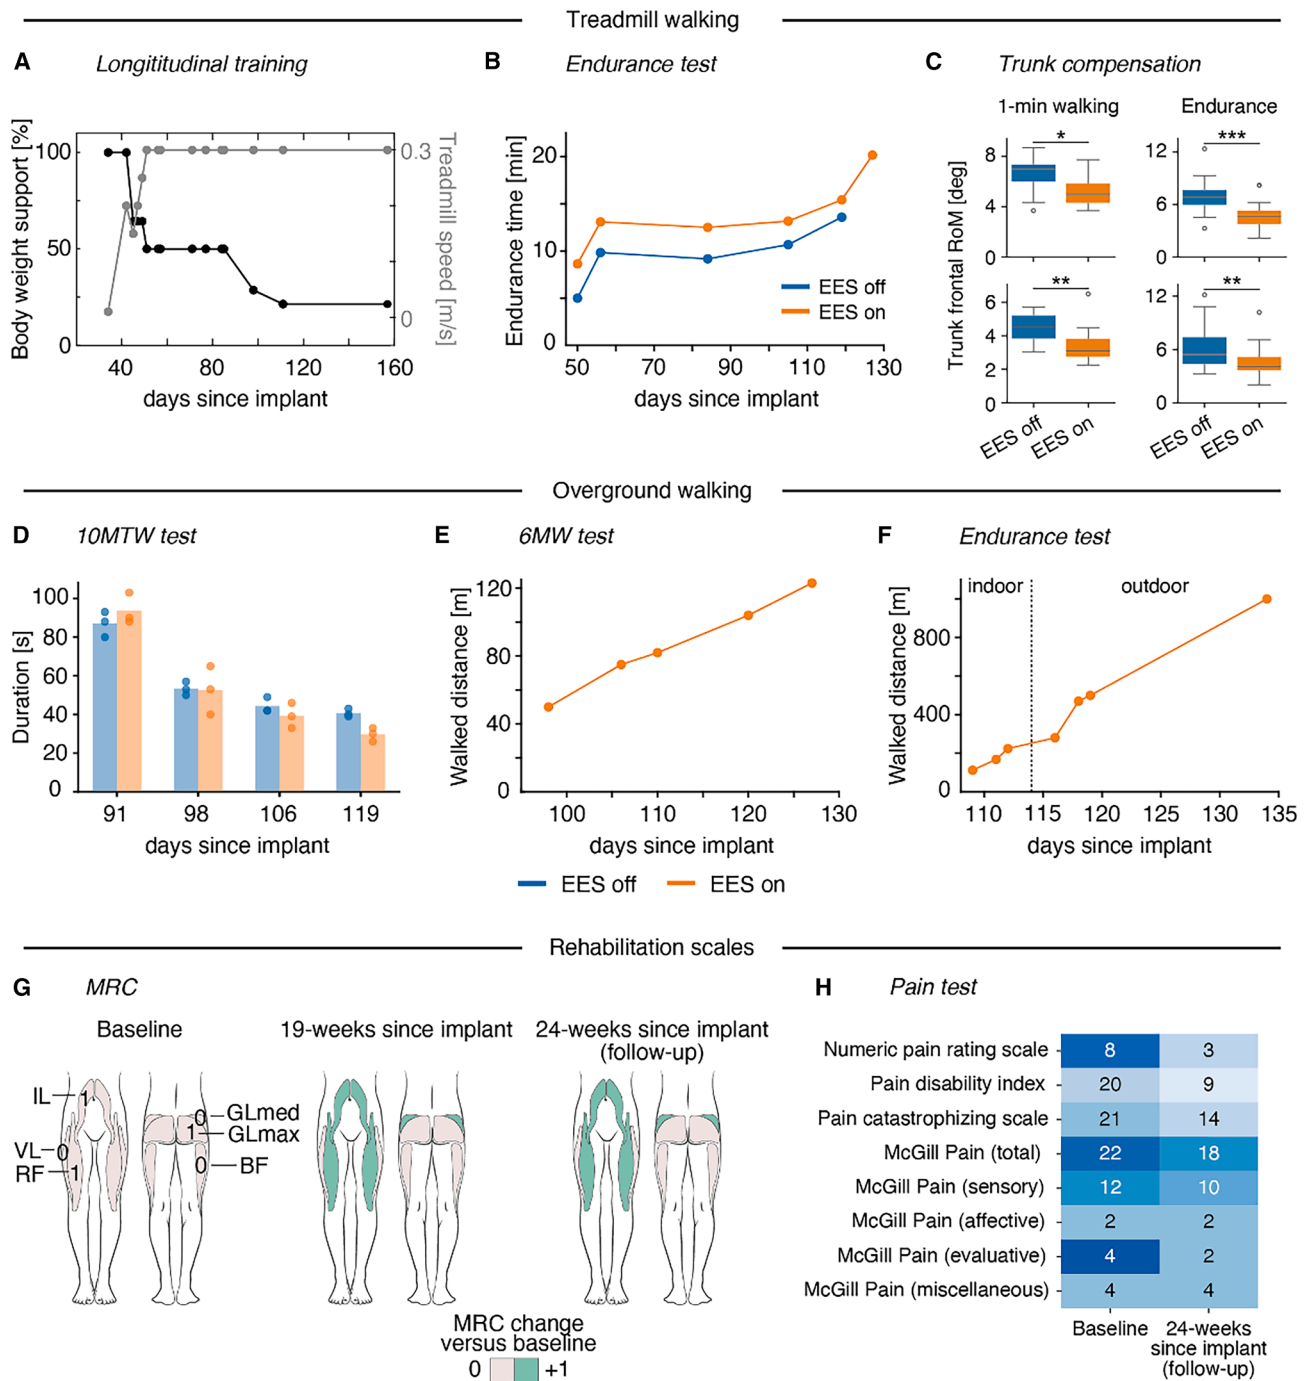 Treadmill walking
A Longititudinal training
Body weight support [%]
100
50
0
0.3
0
Treadmill speed [m/s]
40 80 120 160
days since implant
B Endurance test
Endurance time [min]
20
10
0
EES off
EES on
50 70 90 110 130
days since implant
C Trunk compensation
1-min walking Endurance
Trunk frontal RoM [deg]
8
4
0
*
12
6
0
***
6
4
2
0
**
12
6
0
**
EES off EES on EES off EES on
Overground walking
D 10MTW test
Duration [s]
100
80
60
40
20
0
91 98 106 119
days since implant
E 6MW test
Walked distance [m]
120
80
40
0
100 110 120 130
days since implant
F Endurance test
Walked distance [m]
indoor outdoor
800
400
0
110 115 120 125 130 135
days since implant
EES off EES on
Rehabilitation scales
G MRC
Baseline
19-weeks since implant
24-weeks since implant
(follow-up)
IL 1
VL 0
RF 1
0 GLmed
1 GLmax
0 BF
MRC change
versus baseline
0 +1
H Pain test
Numeric pain rating scale 8 3
Pain disability index 20 9
Pain catastrophizing scale 21 14
McGill Pain (total) 22 18
McGill Pain (sensory) 12 10
McGill Pain (affective) 2 2
McGill Pain (evaluative) 4 2
McGill Pain (miscellaneous) 4 4
Baseline 24-weeks
since implant
(follow-up)